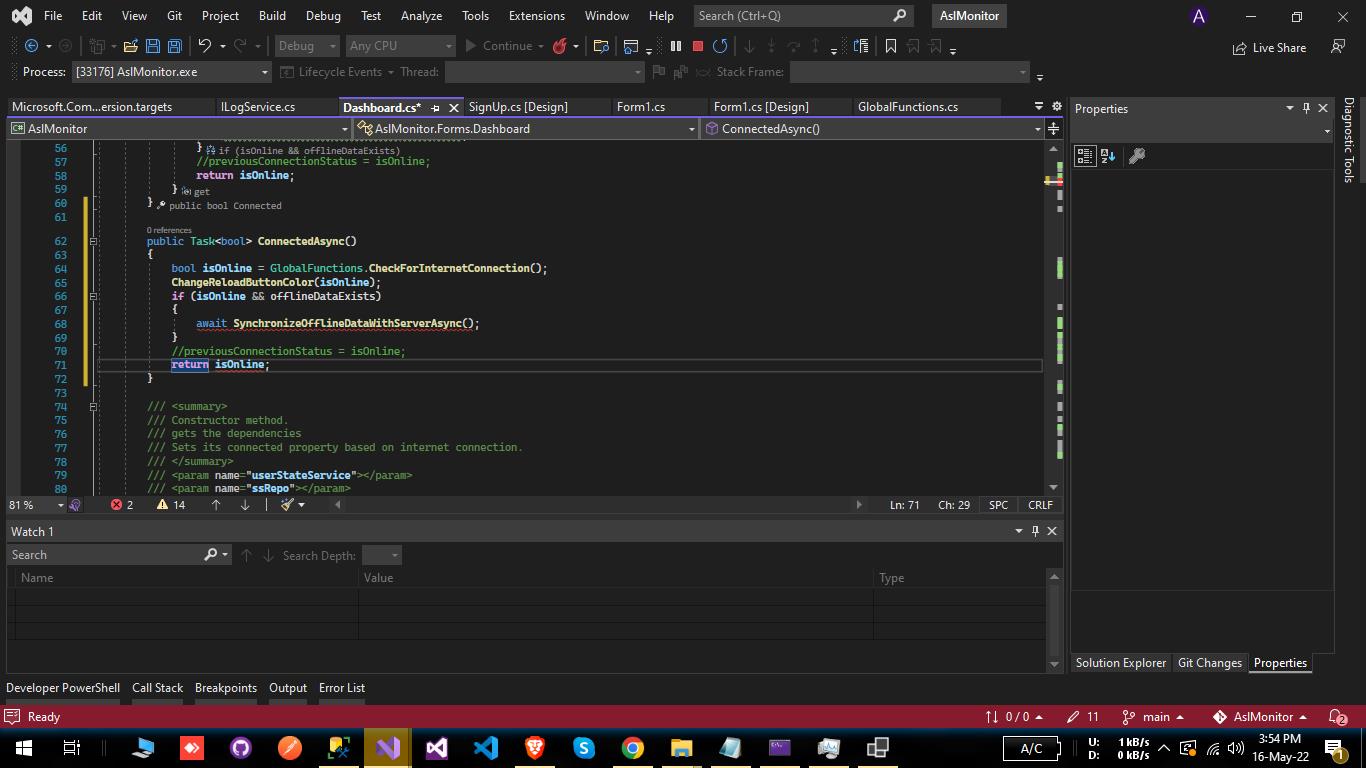 File Edit View Git Project Build Debug Test Analyze Tools Extensions Window Help Search (Ctrl+Q) AslMonitor A
Debug Any CPU Continue Live Share
Process: [33176] AslMonitor.exe Lifecycle Events Thread: Stack Frame:
Microsoft.Com...ersion.targets ILogService.cs Dashboard.cs* SignUp.cs [Design] Form1.cs Form1.cs [Design] GlobalFunctions.cs
C# AslMonitor AslMonitor.Forms.Dashboard ConnectedAsync()
56 } if (isOnline && offlineDataExists)
57 //previousConnectionStatus = isOnline;
58 return isOnline;
59 } get
60 } public bool Connected
61
0 references
62 public Task<bool> ConnectedAsync()
63 {
64 bool isOnline = GlobalFunctions.CheckForInternetConnection();
65 ChangeReloadButtonColor(isOnline);
66 if (isOnline && offlineDataExists)
67 {
68 await SynchronizeOfflineDataWithServerAsync();
69 }
70 //previousConnectionStatus = isOnline;
71 return isOnline;
72 }
73
74 /// <summary>
75 /// Constructor method.
76 /// gets the dependencies
77 /// Sets its connected property based on internet connection.
78 /// </summary>
79 /// <param name="userStateService"></param>
80 /// <param name="ssRepo"></param>
81 % 2 14 Ln: 71 Ch: 29 SPC CRLF
Watch 1
Search Search Depth:
Name Value Type
Properties
Diagnostic Tools
Solution Explorer Git Changes Properties
Developer PowerShell Call Stack Breakpoints Output Error List
Ready 0 / 0 11 main AslMonitor 2
A/C U: 1 kB/s D: 0 kB/s 3:54 PM 16-May-22 1